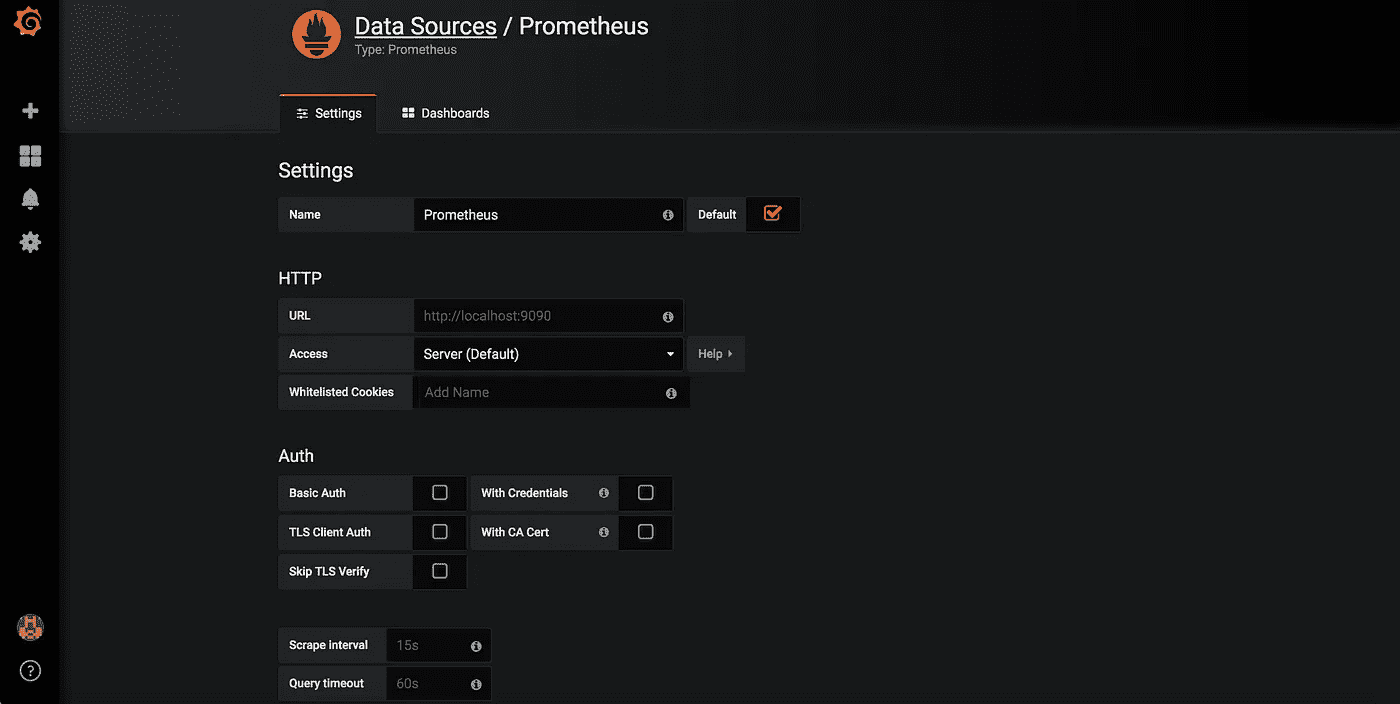 Data Sources / Prometheus
Type: Prometheus
Settings Dashboards
Settings
Name Prometheus Default
HTTP
URL http://localhost:9090
Access Server (Default) Help
Whitelisted Cookies Add Name
Auth
Basic Auth With Credentials
TLS Client Auth With CA Cert
Skip TLS Verify
Scrape interval 15s
Query timeout 60s